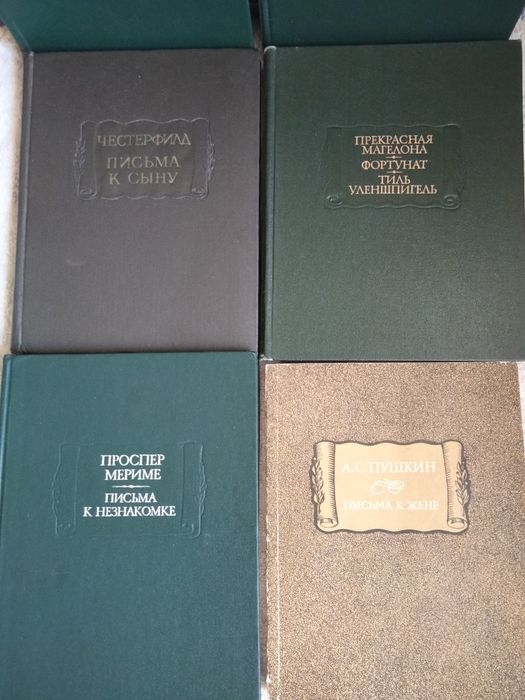 ЧЕСТЕРФИЛД
ПИСЬМА
К СЫНУ
ПРЕКРАСНАЯ
МАГЕЛОНА
ФОРТУНАТ
ТИЛЬ
УЛЕНШПИГЕЛЬ
ПРОСПЕР
МЕРИМЕ
ПИСЬМА
К НЕЗНАКОМКЕ
А.С. ПУШКИН
ПИСЬМА К ЖЕНЕ